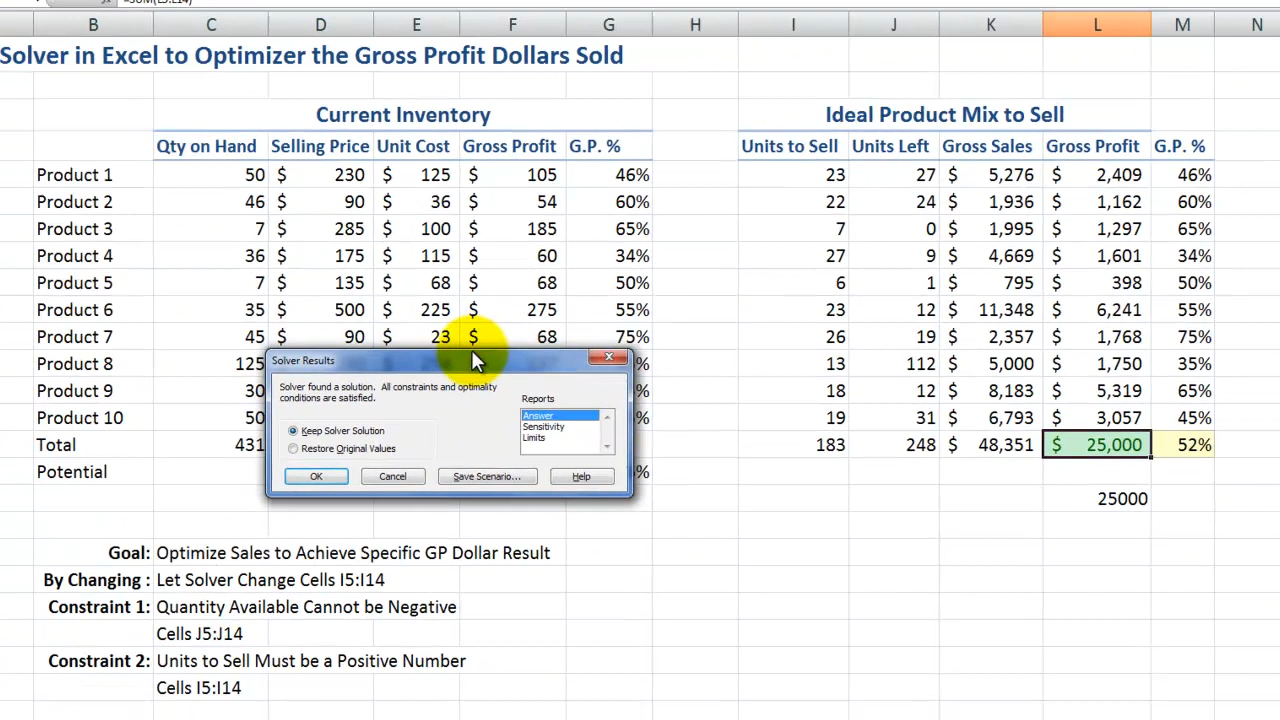 =SUM(L5:L14)
B C D E F G H I J K L M N
Solver in Excel to Optimizer the Gross Profit Dollars Sold
Current Inventory Ideal Product Mix to Sell
Qty on Hand Selling Price Unit Cost Gross Profit G.P. % Units to Sell Units Left Gross Sales Gross Profit G.P. %
Product 1 50 $ 230 $ 125 $ 105 46% 23 27 $ 5,276 $ 2,409 46%
Product 2 46 $ 90 $ 36 $ 54 60% 22 24 $ 1,936 $ 1,162 60%
Product 3 7 $ 285 $ 100 $ 185 65% 7 0 $ 1,995 $ 1,297 65%
Product 4 36 $ 175 $ 115 $ 60 34% 27 9 $ 4,669 $ 1,601 34%
Product 5 7 $ 135 $ 68 $ 68 50% 6 1 $ 795 $ 398 50%
Product 6 35 $ 500 $ 225 $ 275 55% 23 12 $ 11,348 $ 6,241 55%
Product 7 45 $ 90 $ 23 $ 68 75% 26 19 $ 2,357 $ 1,768 75%
Product 8 125 13 112 $ 5,000 $ 1,750 35%
Product 9 30 % 18 12 $ 8,183 $ 5,319 65%
Product 10 50 % 19 31 $ 6,793 $ 3,057 45%
Total 431 183 248 $ 48,351 $ 25,000 52%
Potential %
25000
Solver Results
Solver found a solution. All constraints and optimality
conditions are satisfied.
Reports
Answer
Sensitivity
Limits
Keep Solver Solution
Restore Original Values
OK Cancel Save Scenario... Help
Goal: Optimize Sales to Achieve Specific GP Dollar Result
By Changing : Let Solver Change Cells I5:I14
Constraint 1: Quantity Available Cannot be Negative
Cells J5:J14
Constraint 2: Units to Sell Must be a Positive Number
Cells I5:I14